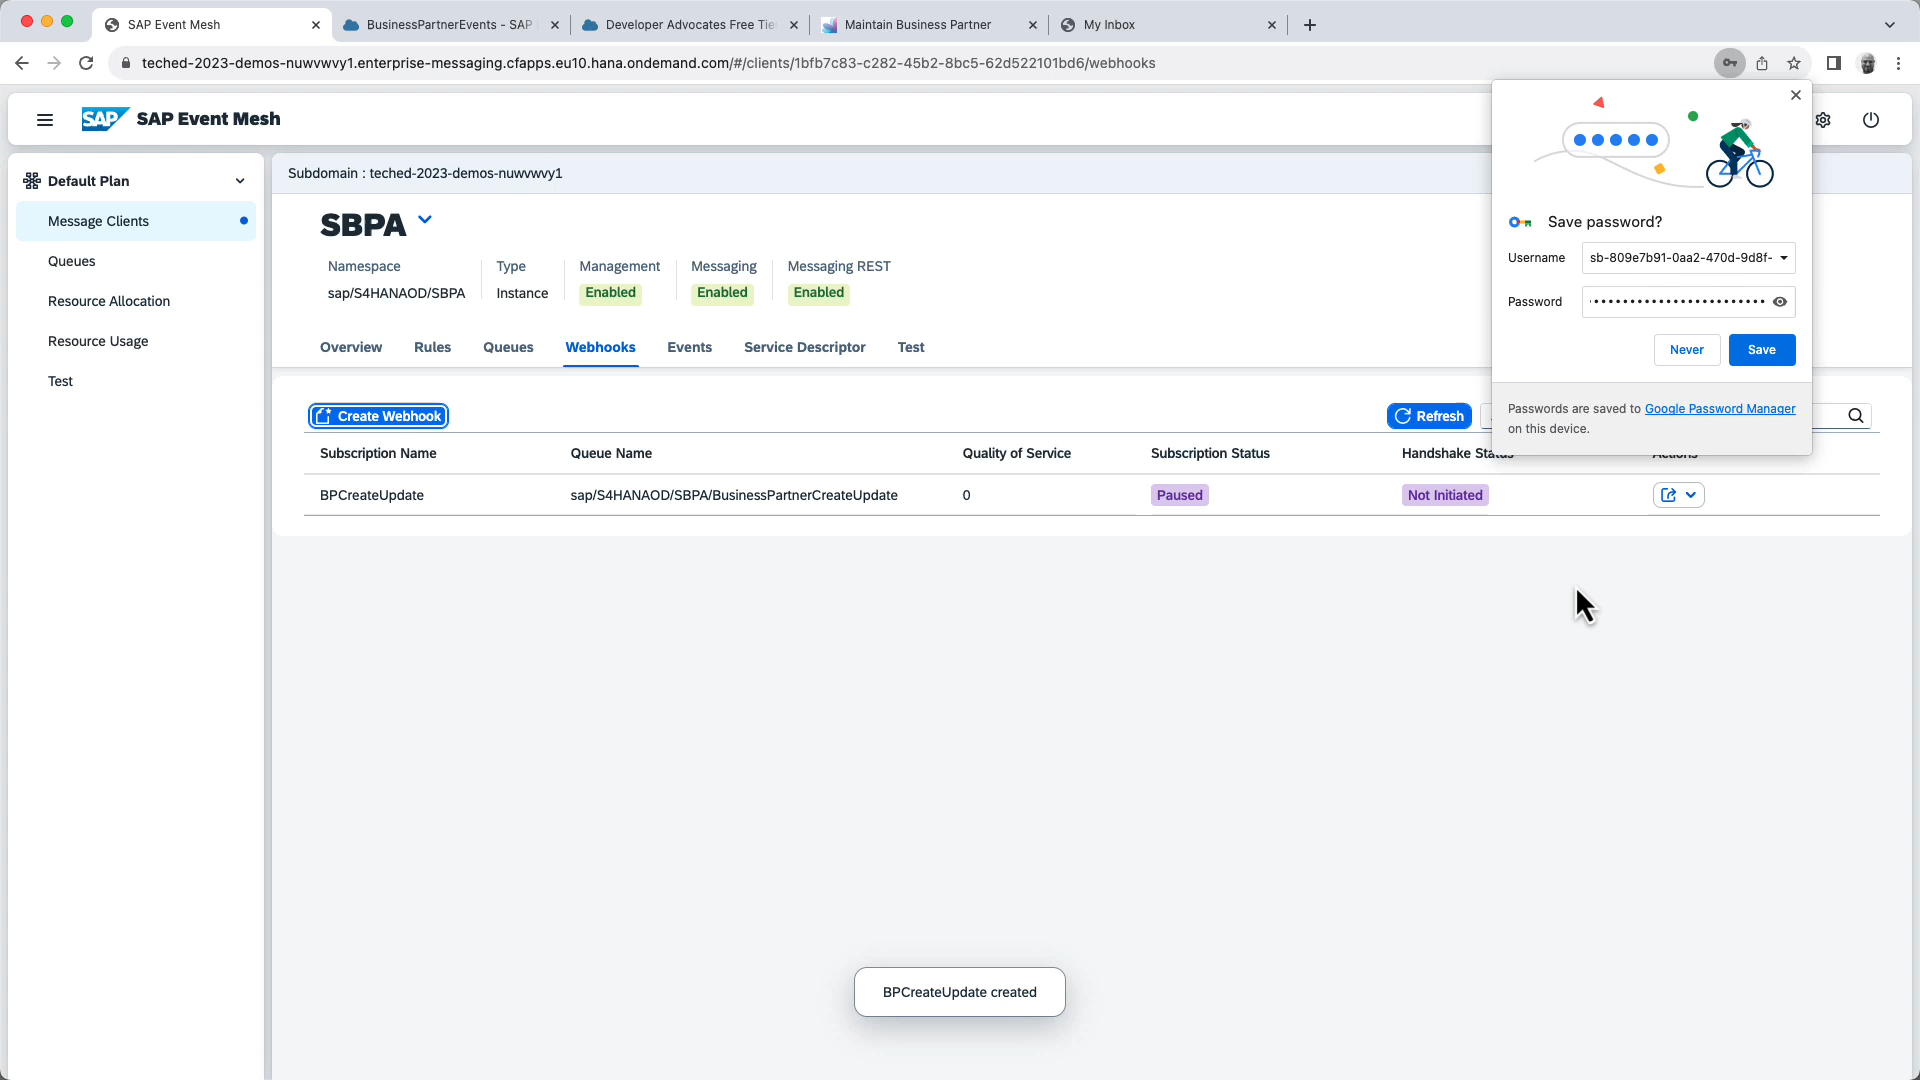 SAP Event Mesh
BusinessPartnerEvents - SAP
Developer Advocates Free Tie
Maintain Business Partner
My Inbox
teched-2023-demos-nuwvwvy1.enterprise-messaging.cfapps.eu10.hana.ondemand.com/#/clients/1bfb7c83-c282-45b2-8bc5-62d522101bd6/webhooks
SAP SAP Event Mesh
Default Plan
Message Clients
Queues
Resource Allocation
Resource Usage
Test
Subdomain : teched-2023-demos-nuwvwvy1
SBPA
Namespace Type Management Messaging Messaging REST
sap/S4HANAOD/SBPA Instance Enabled Enabled Enabled
Overview Rules Queues Webhooks Events Service Descriptor Test
Create Webhook Refresh
Subscription Name Queue Name Quality of Service Subscription Status Handshake Status Actions
BPCreateUpdate sap/S4HANAOD/SBPA/BusinessPartnerCreateUpdate 0 Paused Not Initiated
Save password?
Username sb-809e7b91-0aa2-470d-9d8f-
Password
Never Save
Passwords are saved to Google Password Manager
on this device.
BPCreateUpdate created